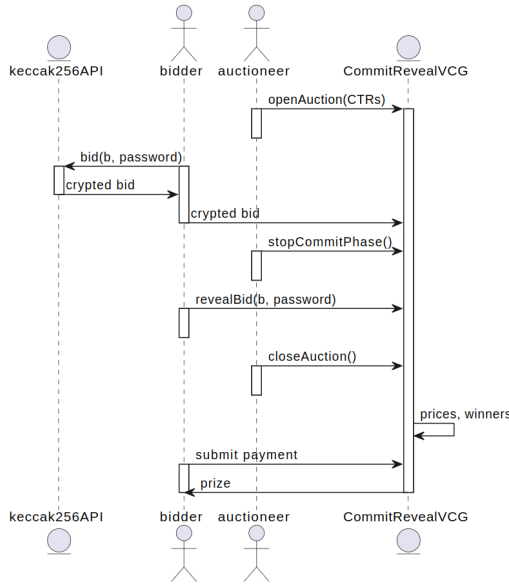 keccak256API bidder auctioneer CommitRevealVCG
openAuction(CTRs)
bid(b, password)
crypted bid
crypted bid
stopCommitPhase()
revealBid(b, password)
closeAuction()
prices, winners
submit payment
prize
keccak256API bidder auctioneer CommitRevealVCG